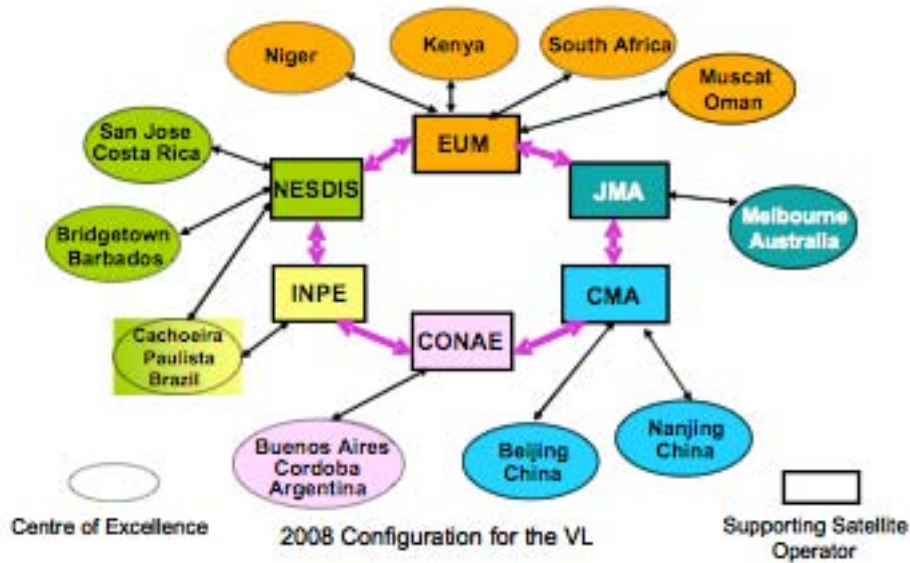 Niger
Kenya
South Africa
Muscat
Oman
San Jose
Costa Rica
EUM
NESDIS
JMA
Melbourne
Australia
Bridgetown
Barbados
INPE
CMA
CONAE
Cachoeira
Paulista
Brazil
Buenos Aires
Cordoba
Argentina
Beijing
China
Nanjing
China
Centre of Excellence
2008 Configuration for the VL
Supporting Satellite
Operator